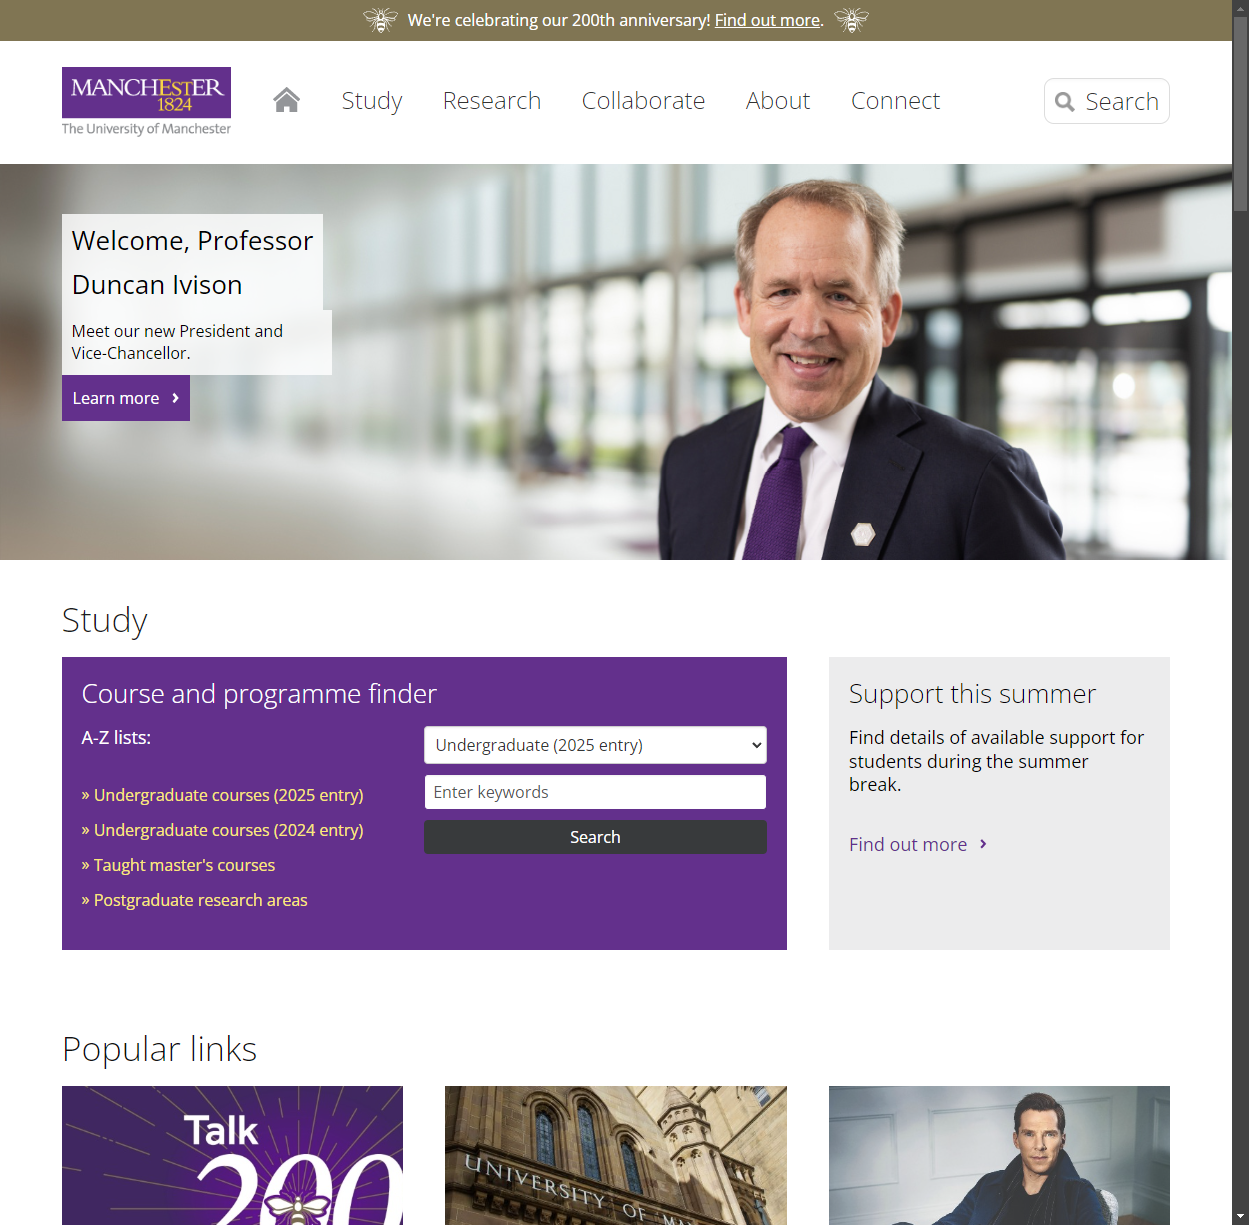 We're celebrating our 200th anniversary! Find out more.
MANCHESTER
1824
The University of Manchester
Study
Research
Collaborate
About
Connect
Search
Welcome, Professor
Duncan Ivison
Meet our new President and
Vice-Chancellor.
Learn more
Study
Course and programme finder
A-Z lists:
» Undergraduate courses (2025 entry)
» Undergraduate courses (2024 entry)
» Taught master's courses
» Postgraduate research areas
Undergraduate (2025 entry)
Enter keywords
Search
Support this summer
Find details of available support for
students during the summer
break.
Find out more
Popular links
Talk
200
UNIVERSITY OF